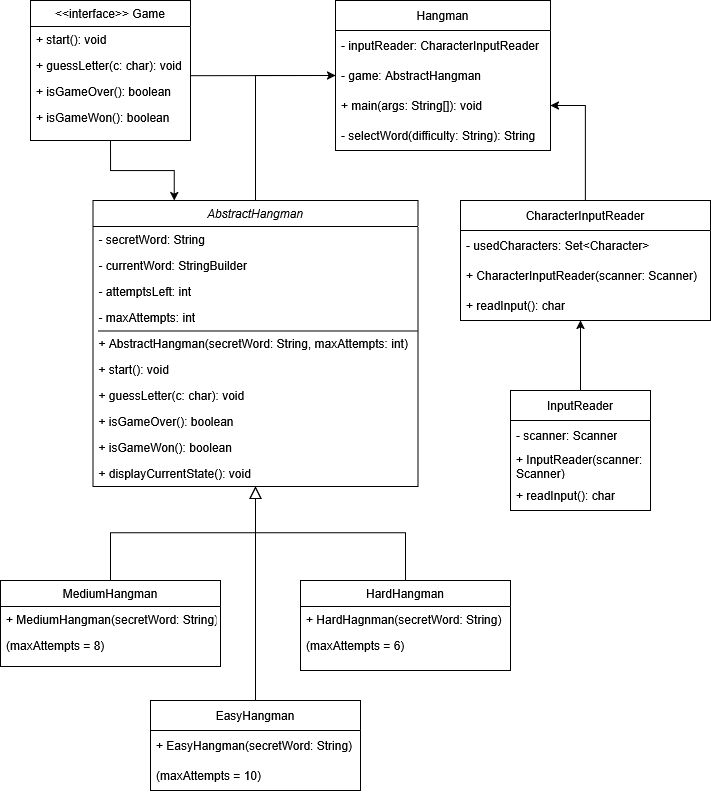 <<interface>> Game
+ start(): void
+ guessLetter(c: char): void
+ isGameOver(): boolean
+ isGameWon(): boolean
Hangman
- inputReader: CharacterInputReader
- game: AbstractHangman
+ main(args: String[]): void
- selectWord(difficulty: String): String
AbstractHangman
- secretWord: String
- currentWord: StringBuilder
- attemptsLeft: int
- maxAttempts: int
+ AbstractHangman(secretWord: String, maxAttempts: int)
+ start(): void
+ guessLetter(c: char): void
+ isGameOver(): boolean
+ isGameWon(): boolean
+ displayCurrentState(): void
CharacterInputReader
- usedCharacters: Set<Character>
+ CharacterInputReader(scanner: Scanner)
+ readInput(): char
InputReader
- scanner: Scanner
+ InputReader(scanner:
Scanner)
+ readInput(): char
MediumHangman
+ MediumHangman(secretWord: String)
(maxAttempts = 8)
HardHangman
+ HardHagnman(secretWord: String)
(maxAttempts = 6)
EasyHangman
+ EasyHangman(secretWord: String)
(maxAttempts = 10)